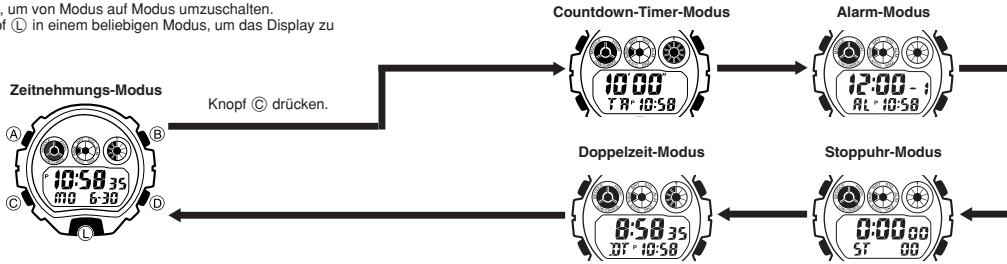 , um von Modus auf Modus umzuschalten.
pf Ⓛ in einem beliebigen Modus, um das Display zu
Countdown-Timer-Modus
Alarm-Modus
10'00"
TR P 10:58
12:00-1
AL P 10:58
Zeitnehmungs-Modus
Knopf Ⓒ drücken.
Ⓐ
Ⓑ
P 10:58 35
MO 6-30
Ⓒ
Ⓓ
Ⓛ
Doppelzeit-Modus
Stoppuhr-Modus
8:58 35
DT P 10:58
0:00 00
ST 00